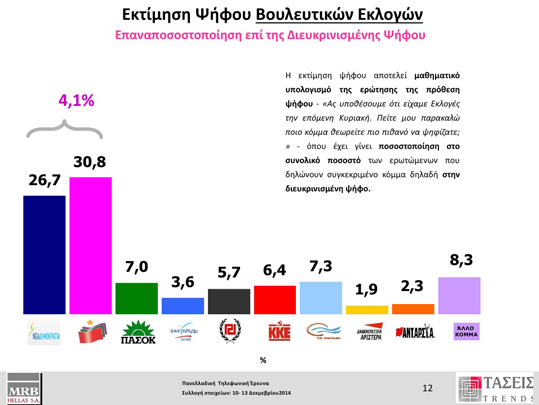 Εκτίμηση Ψήφου Βουλευτικών Εκλογών
Επαναποσοστοποίηση επί της Διευκρινισμένης Ψήφου
Η εκτίμηση ψήφου αποτελεί μαθηματικό
υπολογισμό της ερώτησης της πρόθεση
ψήφου - «Ας υποθέσουμε ότι είχαμε Εκλογές
την επόμενη Κυριακή. Πείτε μου παρακαλώ
ποιο κόμμα θεωρείτε πιο πιθανό να ψηφίζατε;
» - όπου έχει γίνει ποσοστοποίηση στο
συνολικό ποσοστό των ερωτώμενων που
δηλώνουν συγκεκριμένο κόμμα δηλαδή στην
διευκρινισμένη ψήφο.
4,1%
26,7 30,8 7,0 3,6 5,7 6,4 7,3 1,9 2,3 8,3
ΝΕΑ ΔΗΜΟΚΡΑΤΙΑ ΠΑΣΟΚ ΚΚΕ ΔΗΜΟΚΡΑΤΙΚΗ ΑΡΙΣΤΕΡΑ ΑΝΤΑΡΣΥΑ ΑΛΛΟ ΚΟΜΜΑ
%
MRB
HELLAS S.A.
Πανελλαδική Τηλεφωνική Έρευνα
Συλλογή στοιχείων: 10- 13 Δεκεμβρίου2014
12
ΤΑΣΕΙΣ
TRENDS